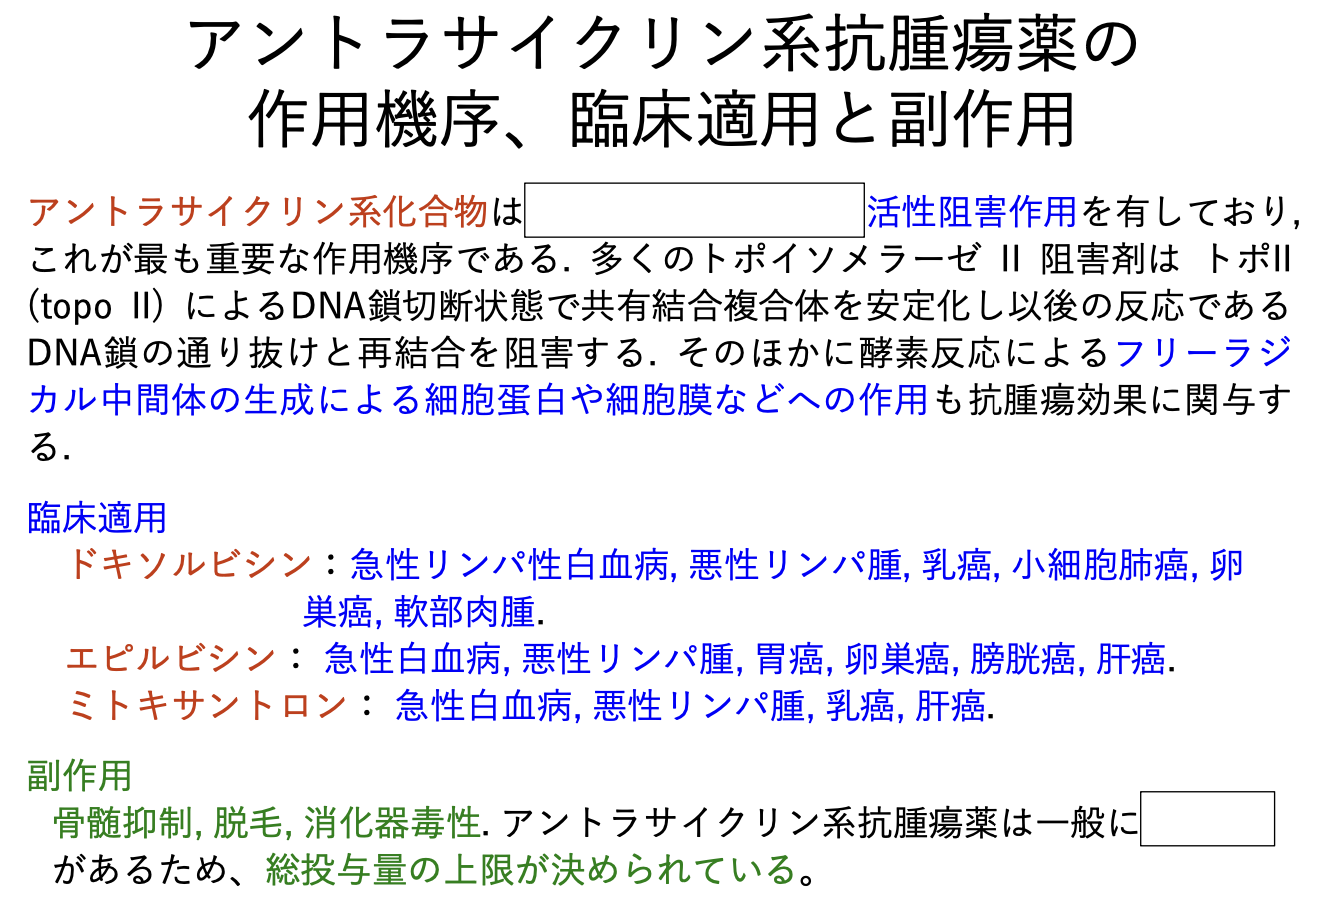 アントラサイクリン系抗腫瘍薬の
作用機序、臨床適用と副作用
アントラサイクリン系化合物は 活性阻害作用を有しており,
これが最も重要な作用機序である. 多くのトポイソメラーゼ II 阻害剤は トポII
(topo II) によるDNA鎖切断状態で共有結合複合体を安定化し以後の反応である
DNA鎖の通り抜けと再結合を阻害する. そのほかに酵素反応によるフリーラジ
カル中間体の生成による細胞蛋白や細胞膜などへの作用も抗腫瘍効果に関与す
る.
臨床適用
ドキソルビシン：急性リンパ性白血病, 悪性リンパ腫, 乳癌, 小細胞肺癌, 卵
巣癌, 軟部肉腫.
エピルビシン： 急性白血病, 悪性リンパ腫, 胃癌, 卵巣癌, 膀胱癌, 肝癌.
ミトキサントロン： 急性白血病, 悪性リンパ腫, 乳癌, 肝癌.
副作用
骨髄抑制, 脱毛, 消化器毒性. アントラサイクリン系抗腫瘍薬は一般に
があるため、総投与量の上限が決められている。